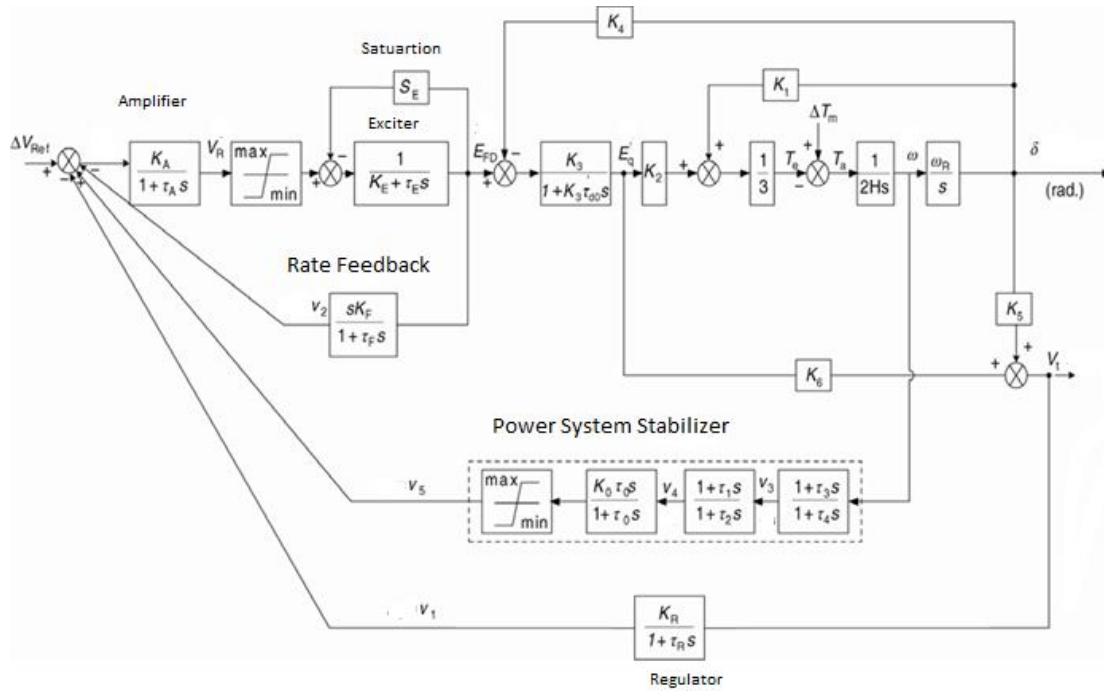 K4
Satuartion
SE
K1
Amplifier
Exciter
ΔTm
ΔVRef
KA
1 + τA s
VR
max
min
1
KE + τE s
EFD
K3
1+K3 τ'd0 s
E'q
K2
1
3
Te
Ta
1
2Hs
ω
ωR
s
δ
(rad.)
Rate Feedback
v2
sKF
1 + τF s
K5
K6
Vt
Power System Stabilizer
v5
max
min
K0 τ0 s
1+ τ0 s
v4
1+ τ1 s
1+ τ2 s
v3
1+ τ3 s
1+ τ4 s
v1
KR
1+ τR s
Regulator